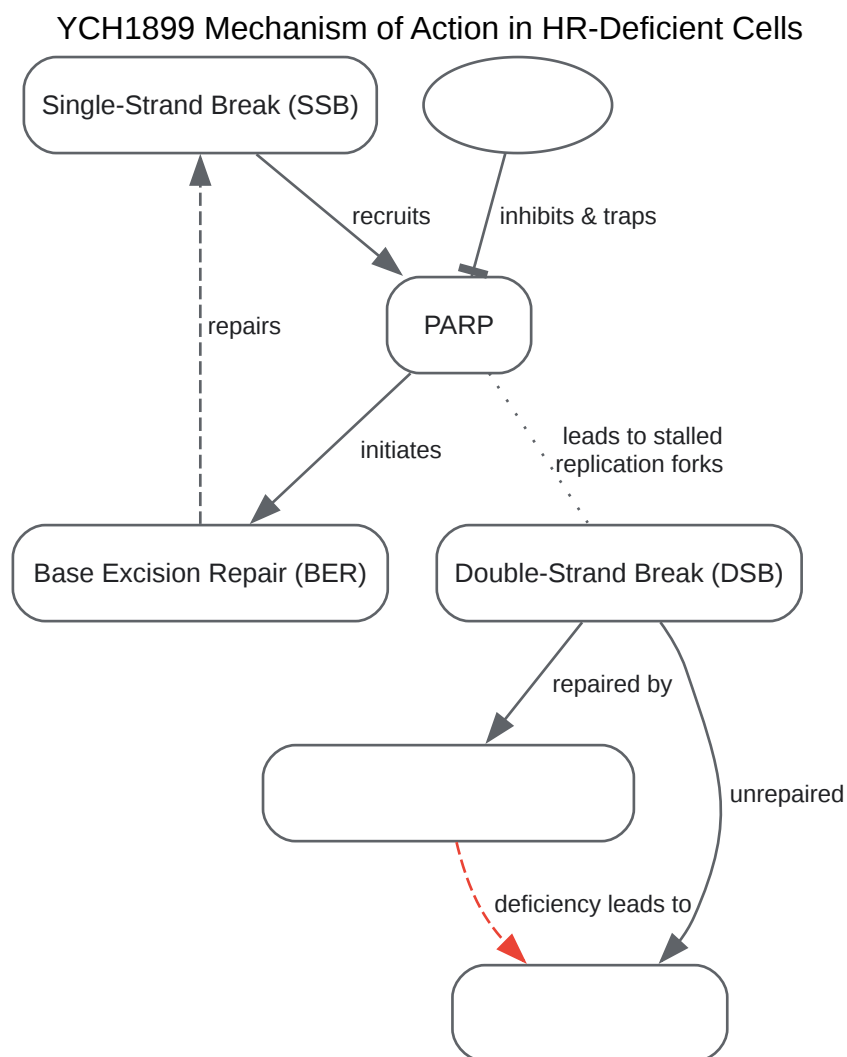 YCH1899 Mechanism of Action in HR-Deficient Cells
Single-Strand Break (SSB)
recruits
inhibits & traps
repairs
PARP
initiates
leads to stalled
replication forks
Base Excision Repair (BER)
Double-Strand Break (DSB)
repaired by
unrepaired
deficiency leads to